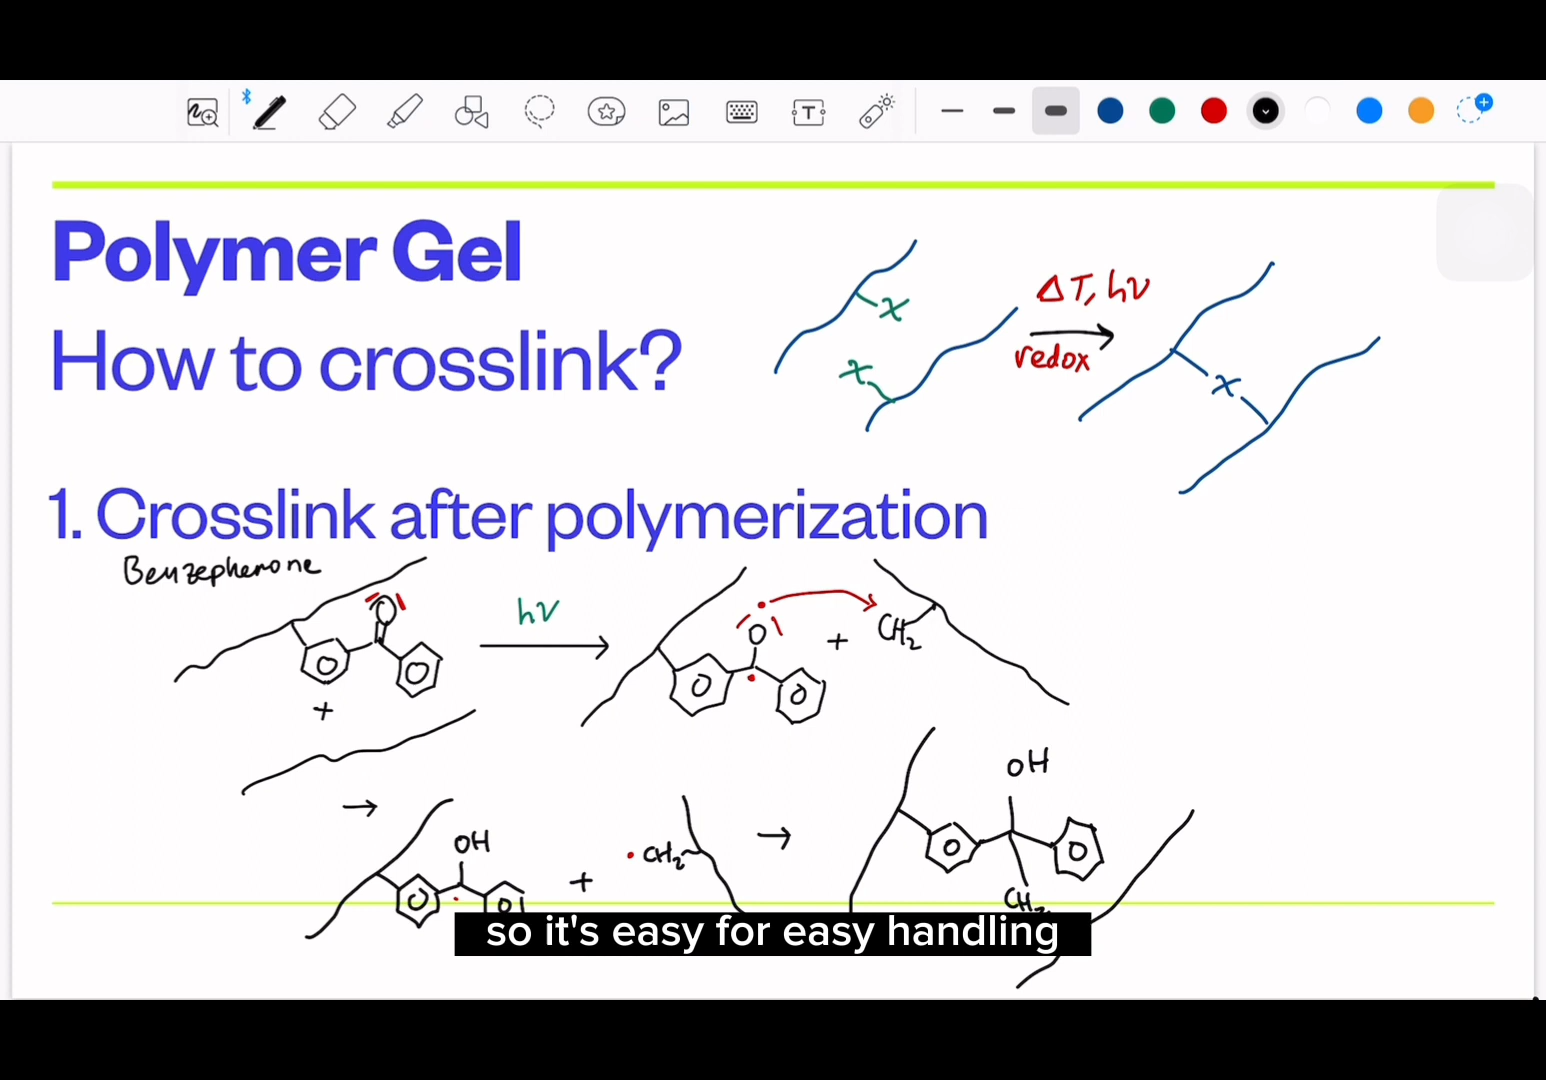 Polymer Gel
How to crosslink?
x
x
ΔT, hν
redox
x
1. Crosslink after polymerization
Benzephenone
O
hν
O
+
CH2
+
OH
→
OH
+
CH2
→
CH2
so it's easy for easy handling